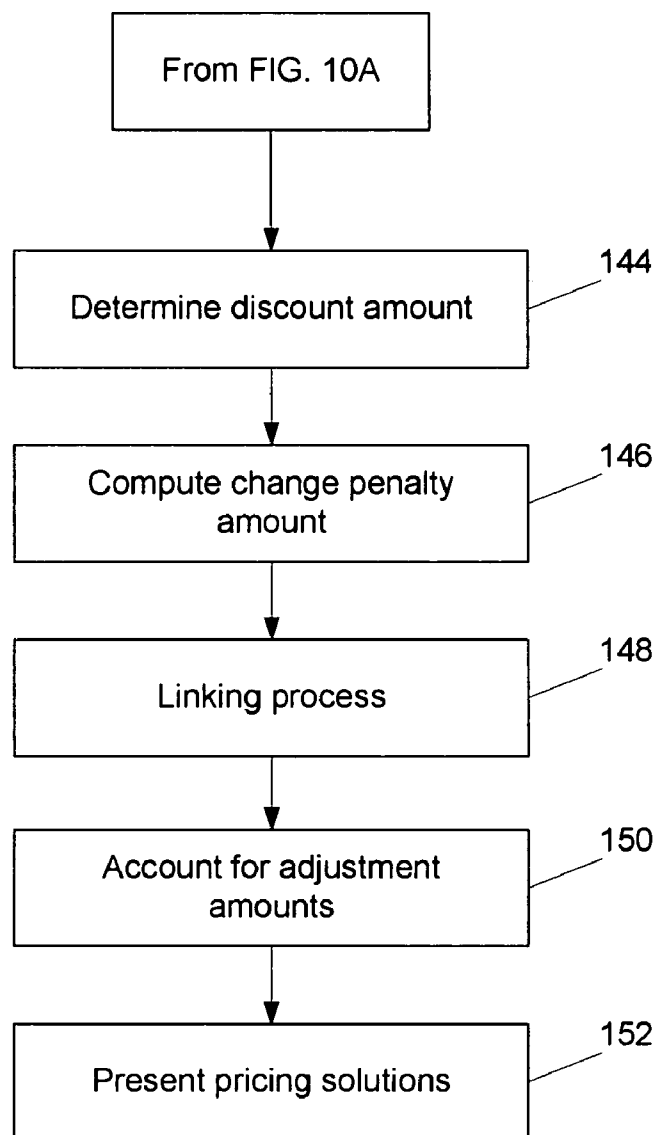 From FIG. 10A
144
Determine discount amount
146
Compute change penalty
amount
148
Linking process
150
Account for adjustment
amounts
152
Present pricing solutions